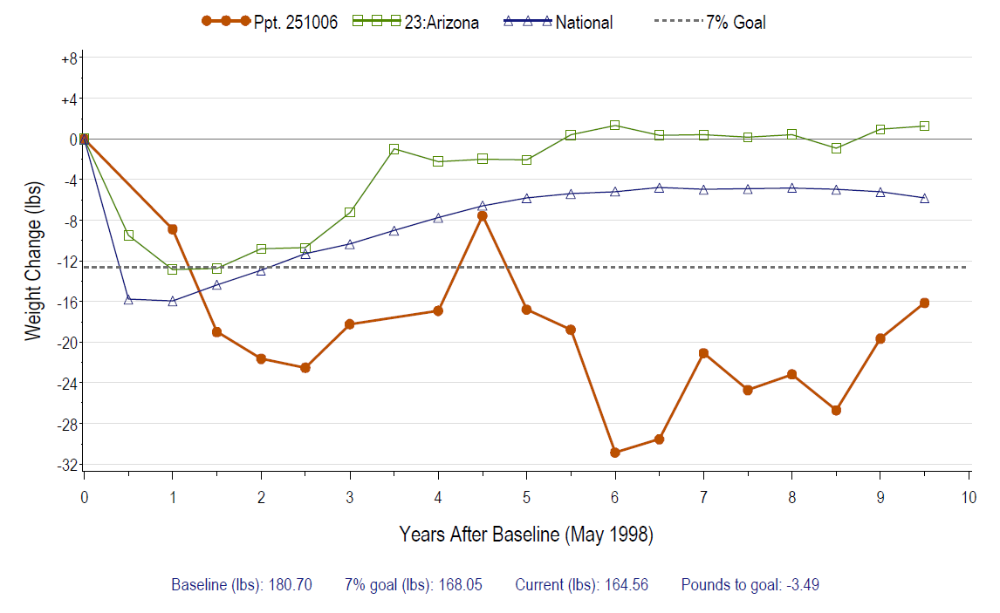 Ppt. 251006 23:Arizona National 7% Goal
+8
+4
0
-4
-8
-12
-16
-20
-24
-28
-32
Weight Change (lbs)
0 1 2 3 4 5 6 7 8 9 10
Years After Baseline (May 1998)
Baseline (lbs): 180.70 7% goal (lbs): 168.05 Current (lbs): 164.56 Pounds to goal: -3.49